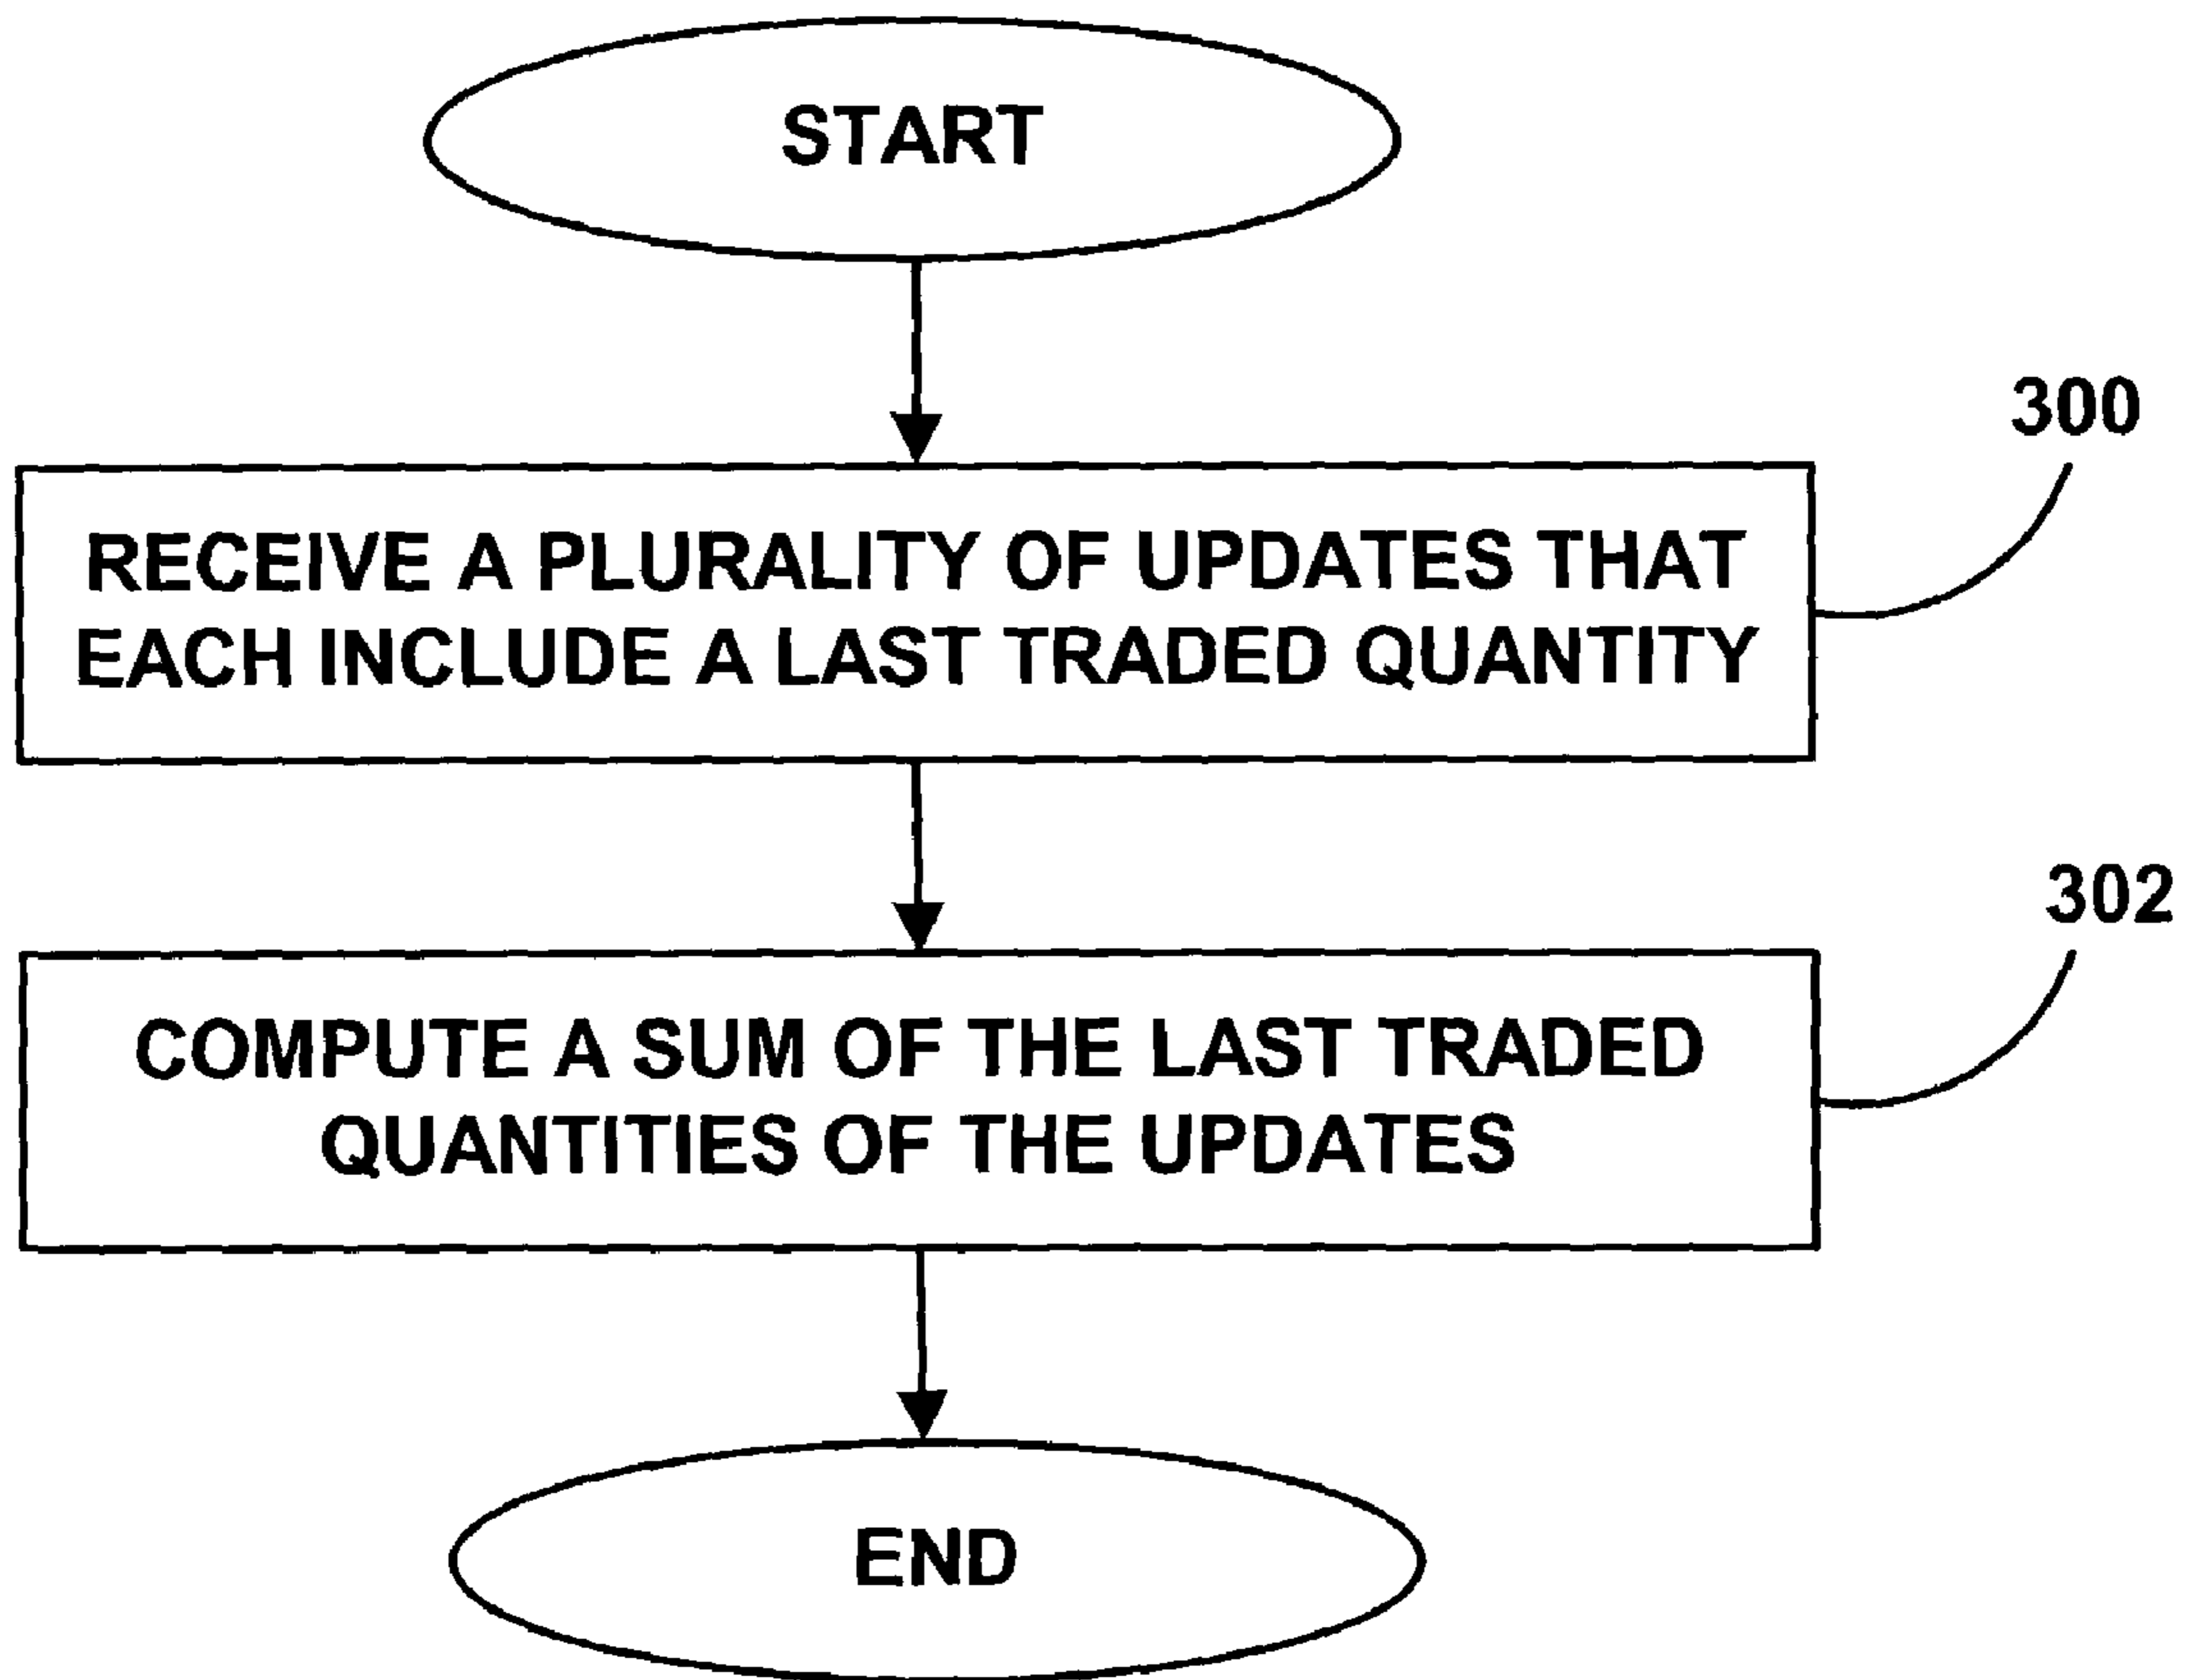 START
300
RECEIVE A PLURALITY OF UPDATES THAT
EACH INCLUDE A LAST TRADED QUANTITY
302
COMPUTE A SUM OF THE LAST TRADED
QUANTITIES OF THE UPDATES
END